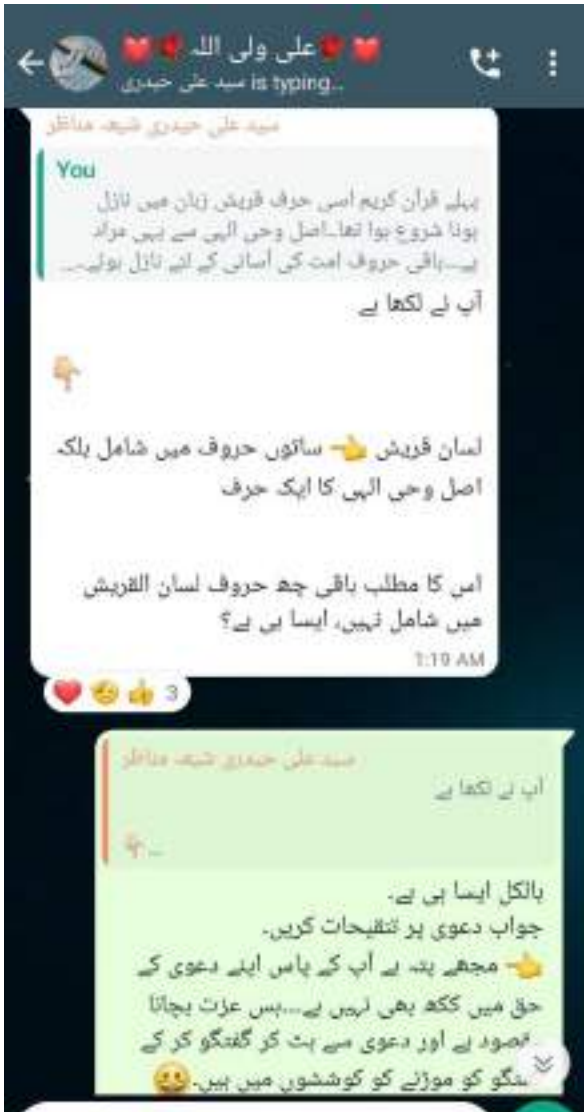 علی ولی اللہ
سید علی حیدری is typing...
سید علی حیدری شیعہ مناظر
You
پہلے قرآن کریم اسی حرف قریش زبان میں نازل
ہونا شروع ہوا تھا..اصل وحی الہی سے یہی مراد
ہے....باقی حروف امت کی آسانی کے لئے نازل ہوئے....
آپ نے لکھا ہے
👇🏻
لسان قریش 👈 ساتوں حروف میں شامل بلکہ
اصل وحی الہی کا ایک حرف
اس کا مطلب باقی چھ حروف لسان القریش
میں شامل نہیں، ایسا ہی ہے؟
1:19 AM
3
سید علی حیدری شیعہ مناظر
آپ نے لکھا ہے
👇🏻...
بالکل ایسا ہی ہے۔
جواب دعوی پر تنقیحات کریں۔
👈 مجھے پتہ ہے آپ کے پاس اپنے دعوی کے
حق میں ککھ بھی نہیں ہے....بس عزت بچانا
مقصود ہے اور دعوی سے ہٹ کر گفتگو کر کے
گفتگو کو موڑنے کو کوششوں میں ہیں۔